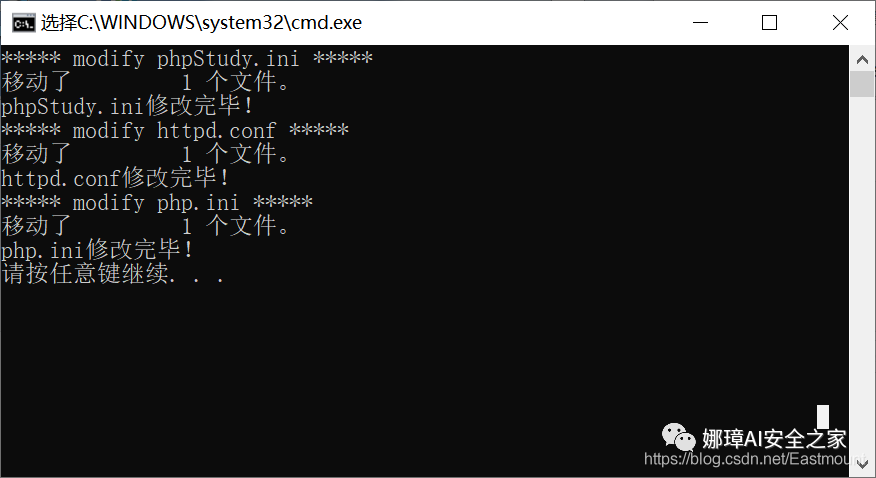 选择C:\WINDOWS\system32\cmd.exe
***** modify phpStudy.ini *****
移动了         1 个文件。
phpStudy.ini修改完毕!
***** modify httpd.conf *****
移动了         1 个文件。
httpd.conf修改完毕!
***** modify php.ini *****
移动了         1 个文件。
php.ini修改完毕!
请按任意键继续. . .
娜璋AI安全之家
https://blog.csdn.net/Eastmount